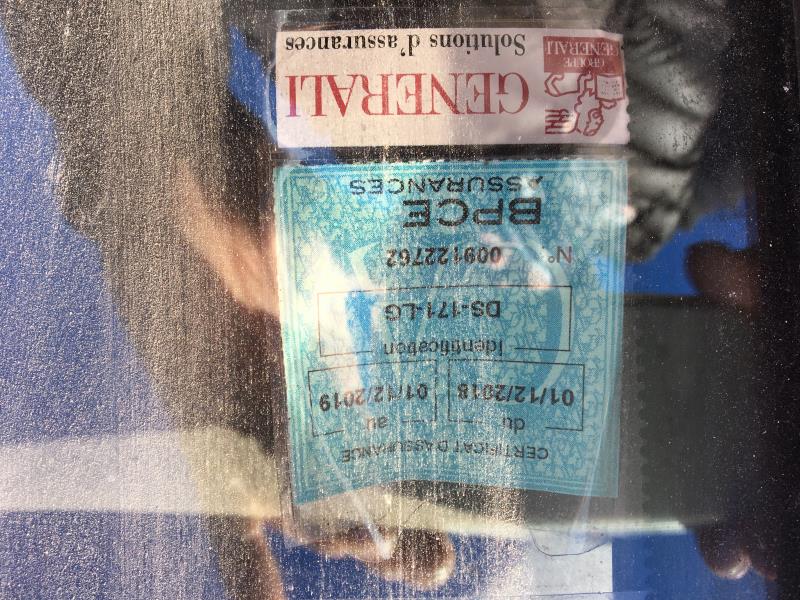 CERTIFICAT D'ASSURANCE
du
01/12/2018
au
01/12/2019
Identification
DS-171-LG
N° 009122762
BPCE
ASSURANCES
GENERALI
Solutions d'assurances
GROUPE
GENERALI